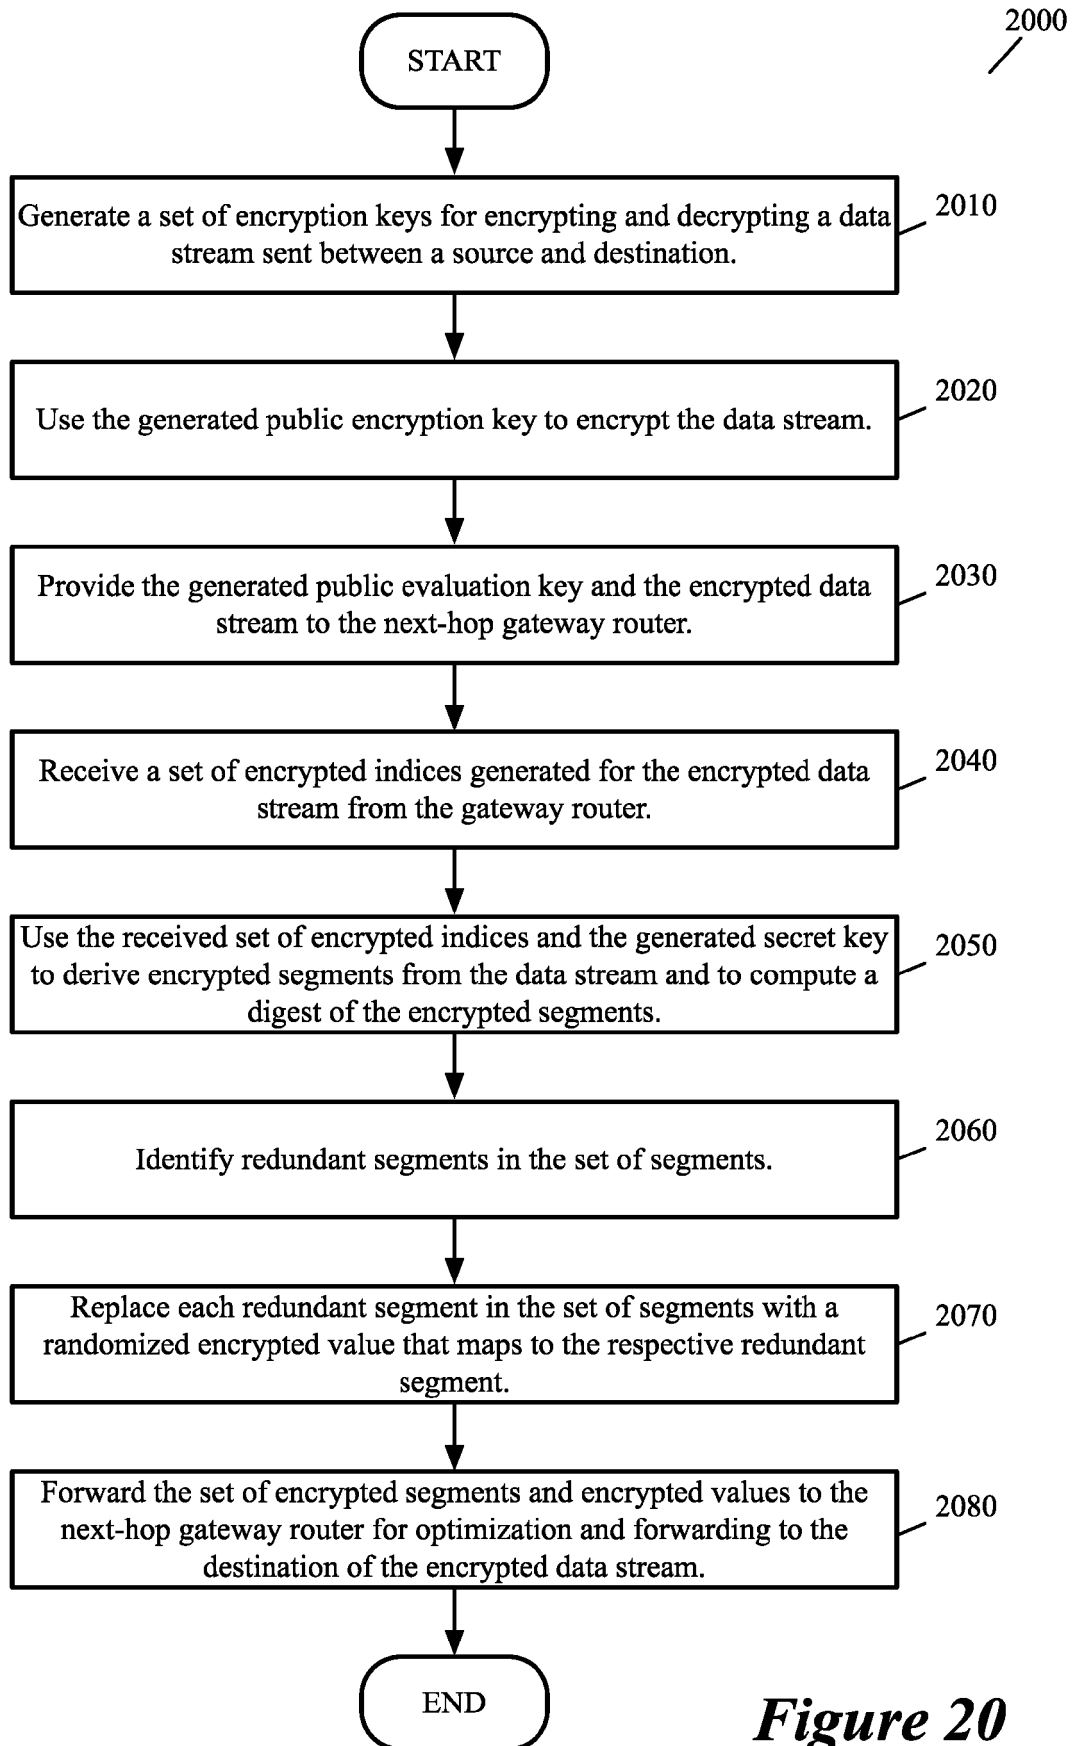 2000
START
2010
Generate a set of encryption keys for encrypting and decrypting a data
stream sent between a source and destination.
2020
Use the generated public encryption key to encrypt the data stream.
2030
Provide the generated public evaluation key and the encrypted data
stream to the next-hop gateway router.
2040
Receive a set of encrypted indices generated for the encrypted data
stream from the gateway router.
2050
Use the received set of encrypted indices and the generated secret key
to derive encrypted segments from the data stream and to compute a
digest of the encrypted segments.
2060
Identify redundant segments in the set of segments.
2070
Replace each redundant segment in the set of segments with a
randomized encrypted value that maps to the respective redundant
segment.
2080
Forward the set of encrypted segments and encrypted values to the
next-hop gateway router for optimization and forwarding to the
destination of the encrypted data stream.
END
Figure 20